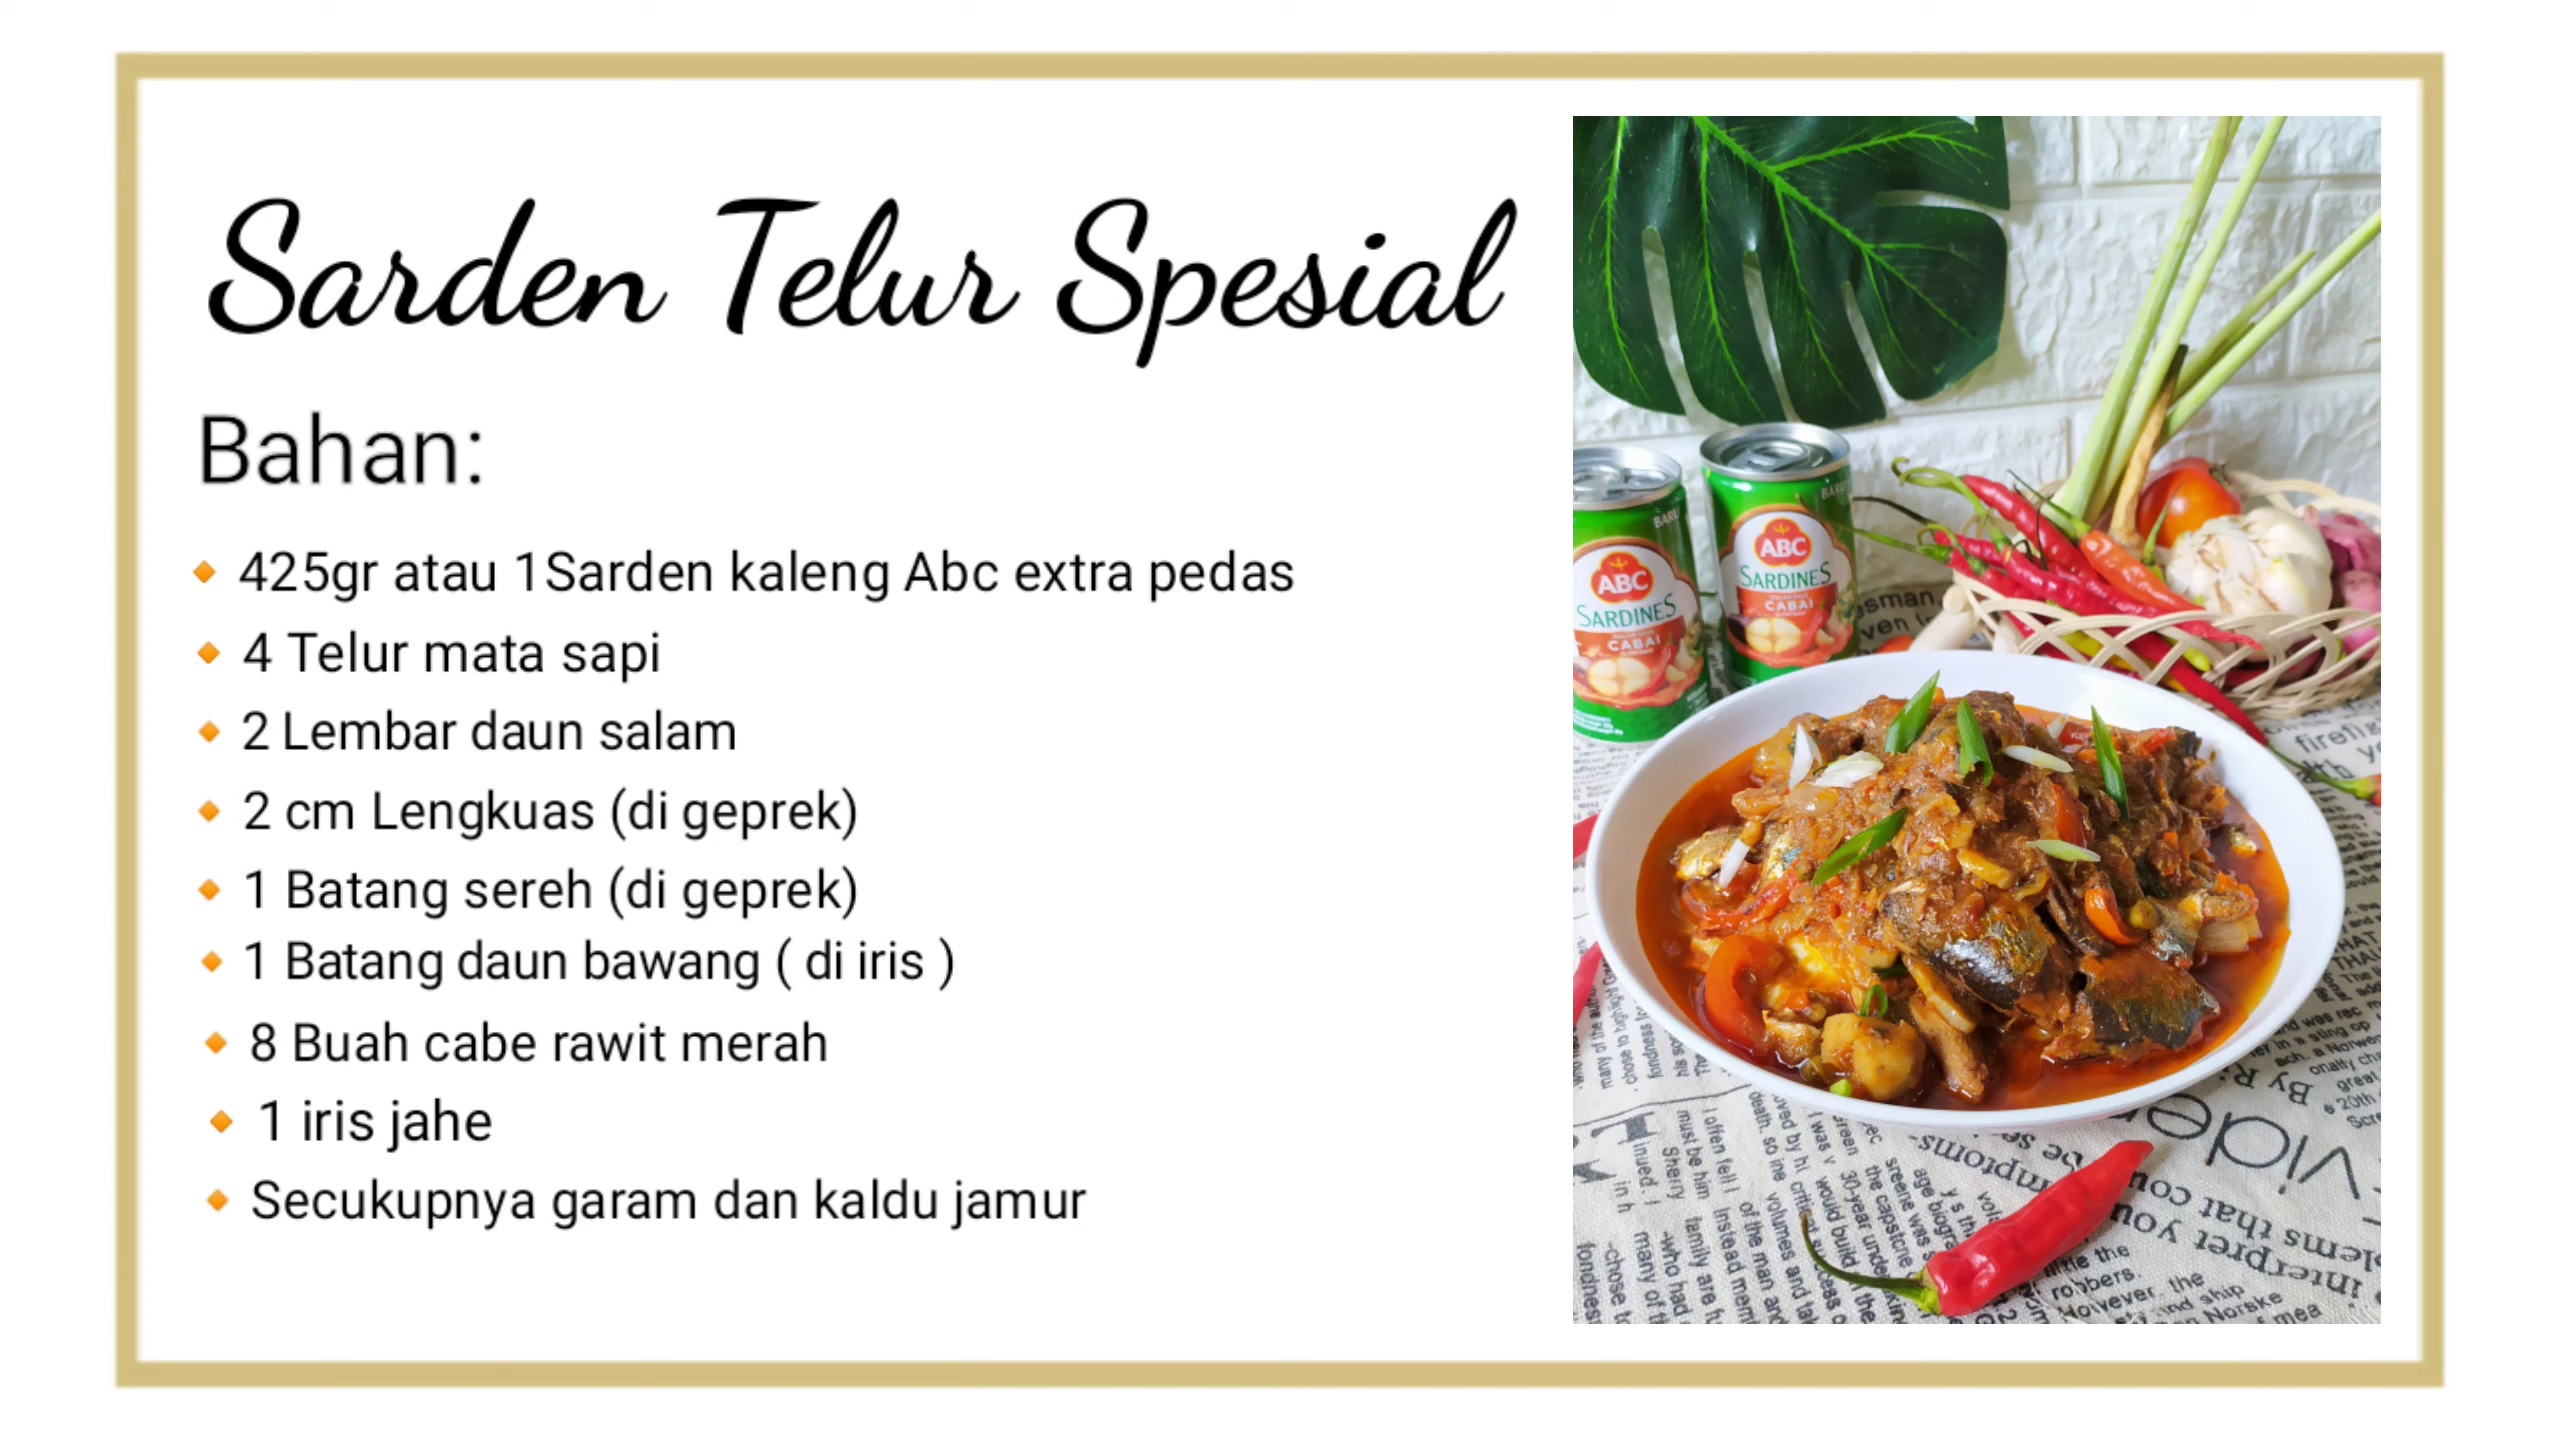 Sarden Telur Spesial
Bahan:
425gr atau 1Sarden kaleng Abc extra pedas
4 Telur mata sapi
2 Lembar daun salam
2 cm Lengkuas (di geprek)
1 Batang sereh (di geprek)
1 Batang daun bawang ( di iris )
8 Buah cabe rawit merah
1 iris jahe
Secukupnya garam dan kaldu jamur
BARU
ABC
SARDINES
CABAI
BARU
ABC
SARDINES
CABAI